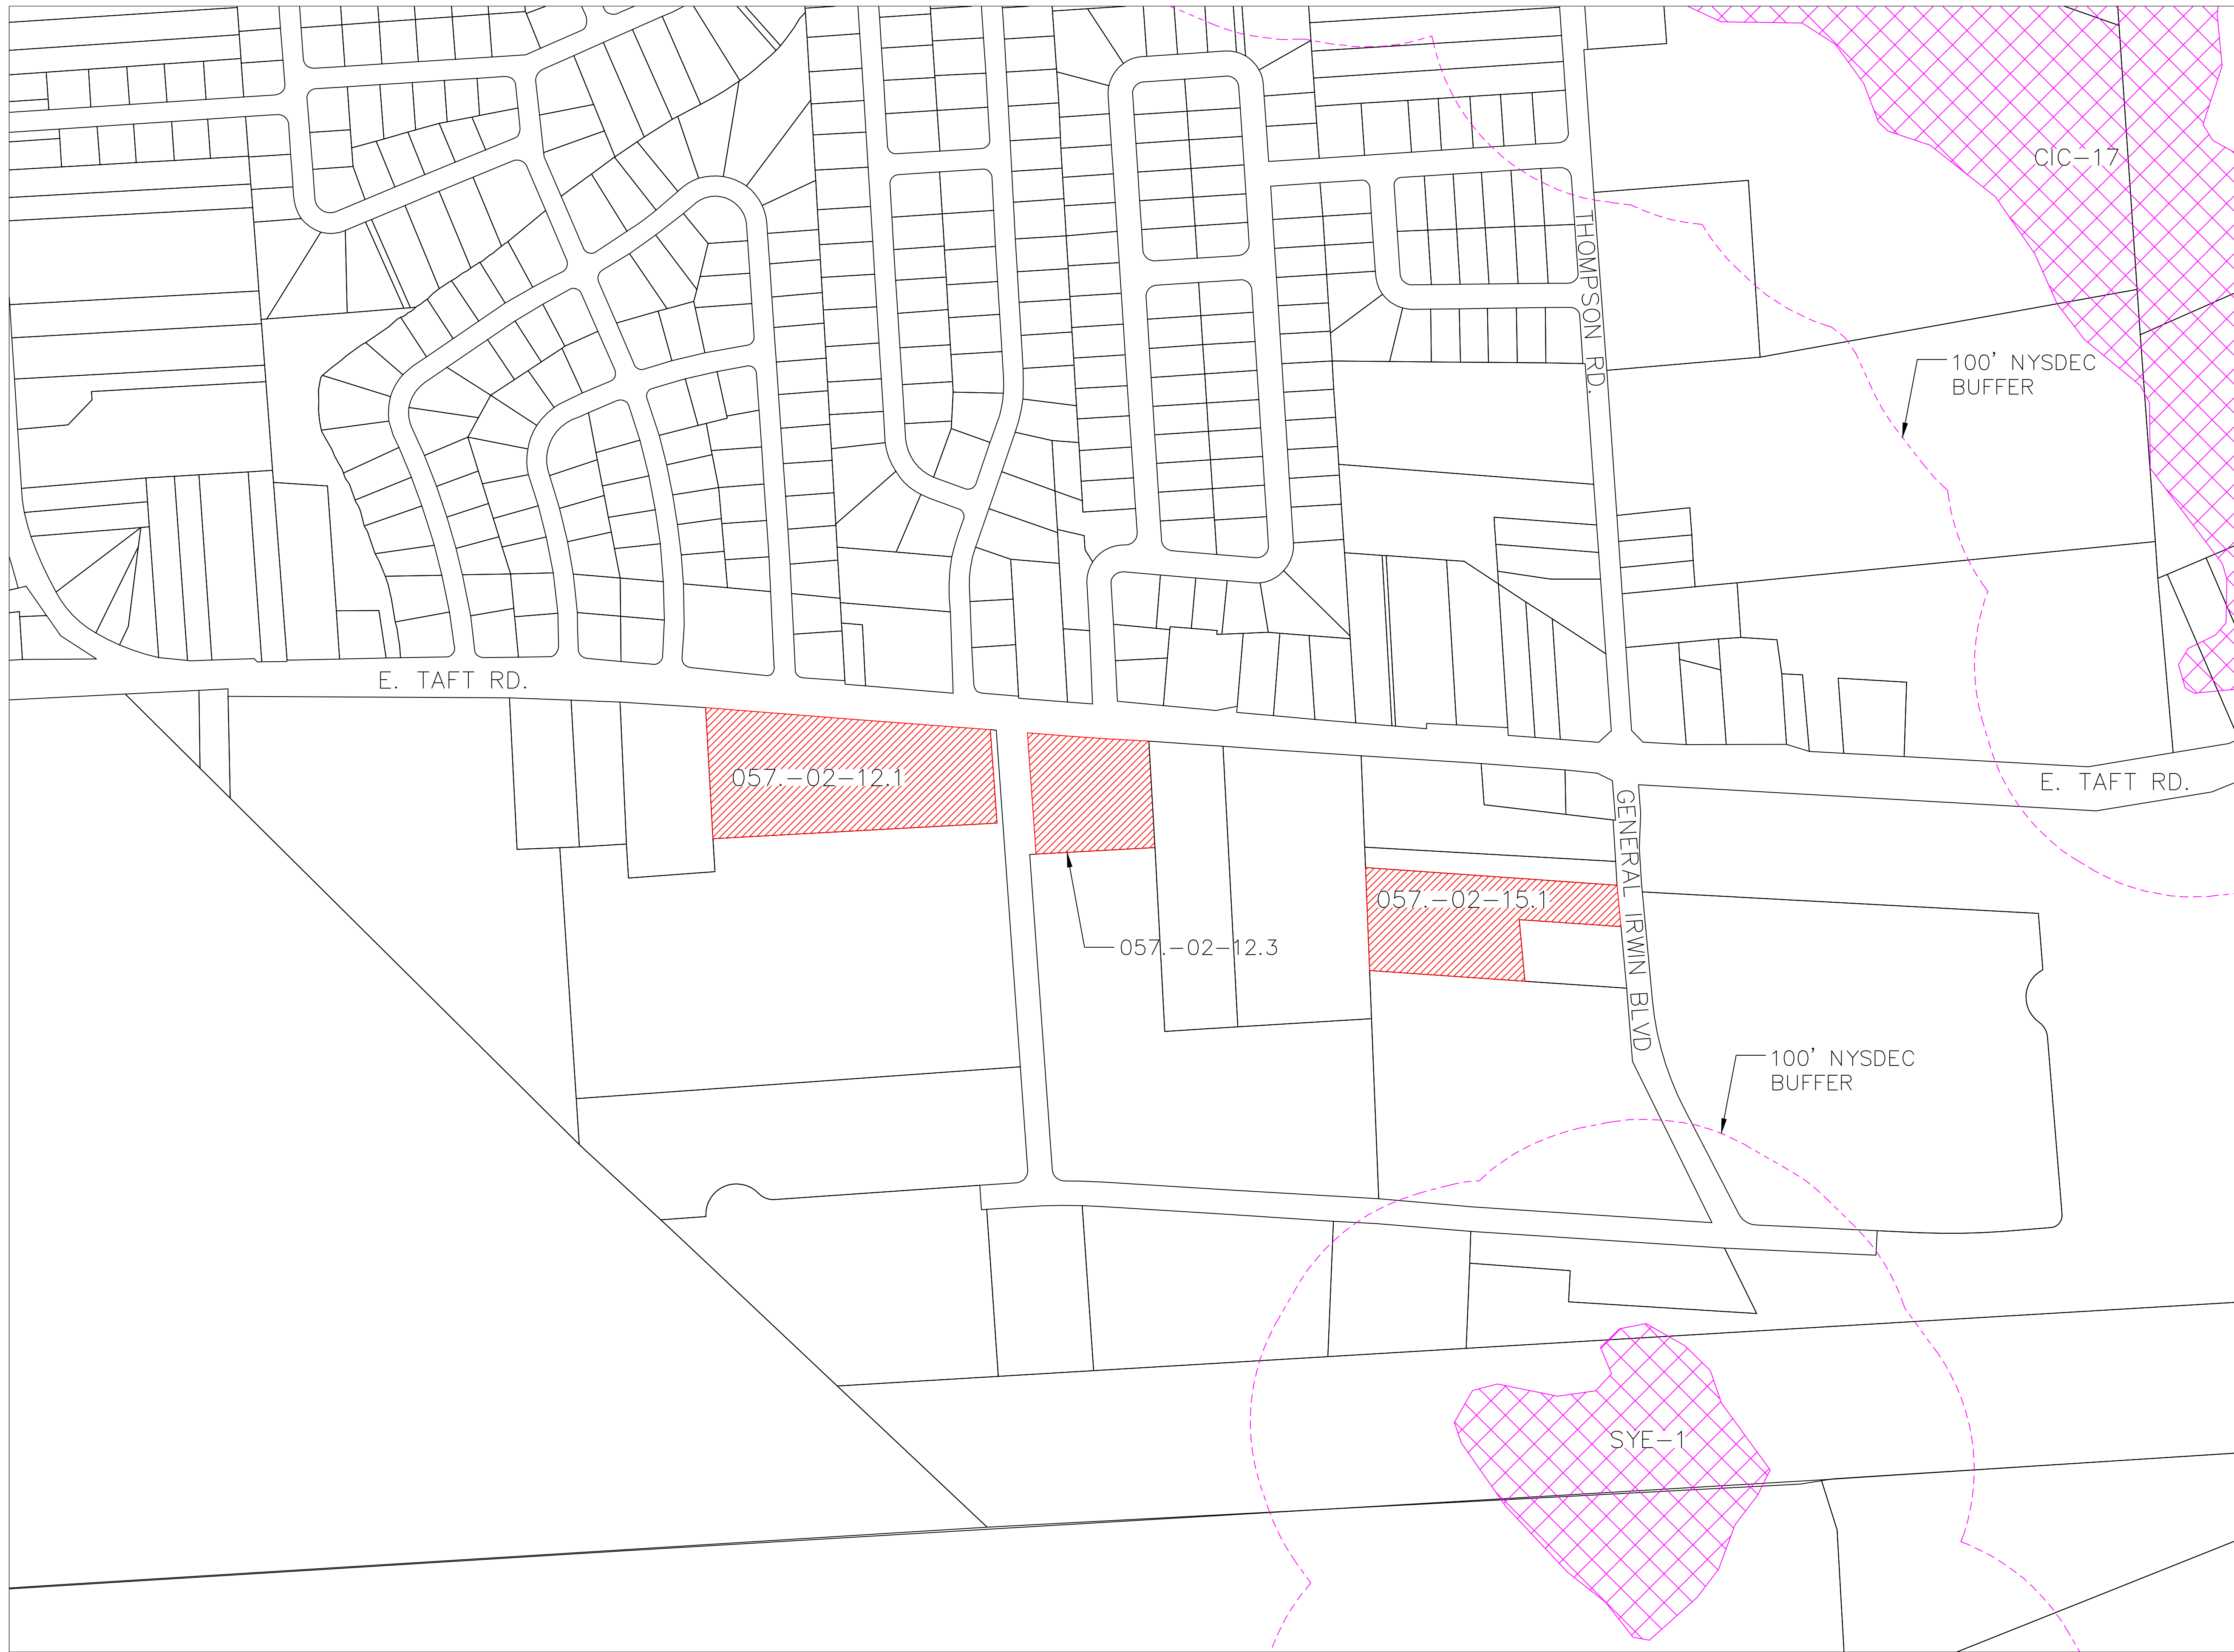 CIC-17
THOMPSON RD.
100' NYSDEC
BUFFER
E. TAFT RD.
057.-02-12.1
E. TAFT RD.
GENERAL IRWIN BLVD
057.-02-15.1
057.-02-12.3
100' NYSDEC
BUFFER
SYE-1